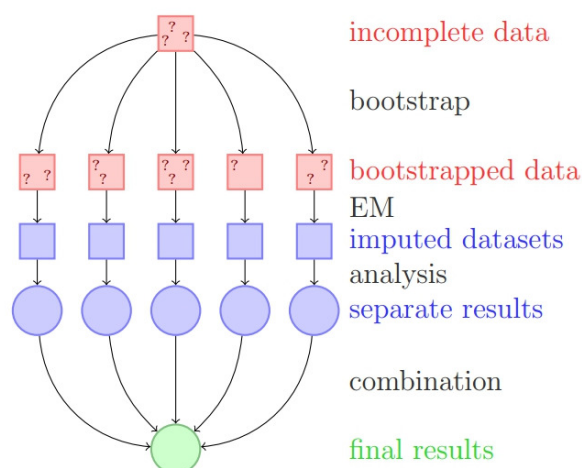 ? ? ?
incomplete data
bootstrap
? ?
? ?
? ? ?
?
? ?
bootstrapped data
EM
imputed datasets
analysis
separate results
combination
final results